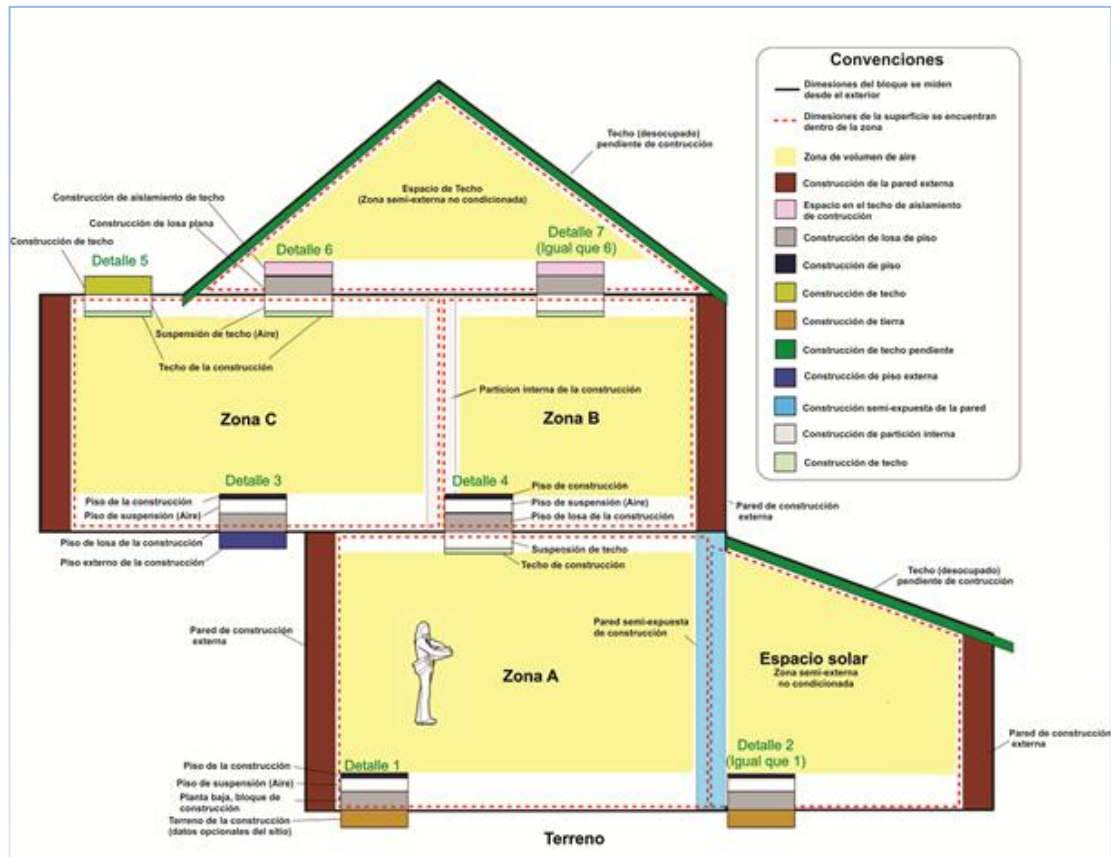 Convenciones
Dimesiones del bloque se miden
desde el exterior
Dimesiones de la superficie se encuentran
dentro de la zona
Zona de volumen de aire
Construcción de la pared externa
Espacio en el techo de aislamiento
de contrucción
Construcción de losa de piso
Construcción de piso
Construcción de techo
Construcción de tierra
Construcción de techo pendiente
Construcción de piso externa
Construcción semi-expuesta de la pared
Construcción de partición interna
Construcción de techo
Techo (desocupado)
pendiente de contrucción
Espacio de Techo
(Zona semi-externa no condicionada)
Construcción de aislamiento de techo
Construcción de losa plana
Construcción de techo
Detalle 5
Detalle 6
Detalle 7
(Igual que 6)
Suspensión de techo (Aire)
Techo de la construcción
Particion interna de la construcción
Zona C
Zona B
Detalle 3
Detalle 4
Piso de la construcción
Piso de suspensión (Aire)
Piso de losa de la construcción
Piso externo de la construcción
Piso de construcción
Piso de suspensión (Aire)
Piso de losa de la construcción
Suspensión de techo
Techo de construcción
Pared de construcción
externa
Techo (desocupado)
pendiente de contrucción
Pared de construcción
externa
Pared semi-expuesta
de construcción
Zona A
Espacio solar
Zona semi-externa
no condicionada
Pared de construcción
externa
Detalle 1
Detalle 2
(Igual que 1)
Piso de la construcción
Piso de suspensión (Aire)
Planta baja, bloque de
construcción
Terreno de la construcción
(datos opcionales del sitio)
Terreno